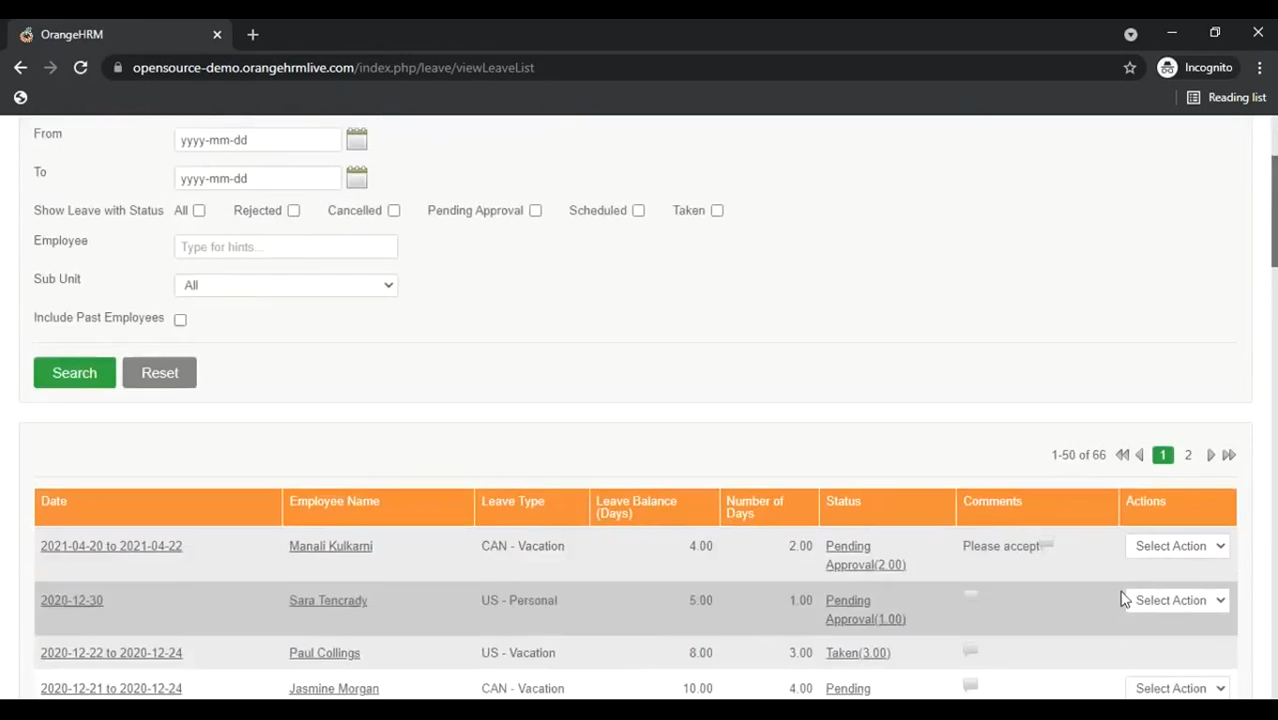 OrangeHRM
opensource-demo.orangehrmlive.com/index.php/leave/viewLeaveList
Incognito
Reading list
From
yyyy-mm-dd
To
yyyy-mm-dd
Show Leave with Status All Rejected Cancelled Pending Approval Scheduled Taken
Employee
Type for hints...
Sub Unit
All
Include Past Employees
Search Reset
1-50 of 66 1 2
Date Employee Name Leave Type Leave Balance (Days) Number of Days Status Comments Actions
2021-04-20 to 2021-04-22 Manali Kulkarni CAN - Vacation 4.00 2.00 Pending Approval(2.00) Please accept Select Action
2020-12-30 Sara Tencrady US - Personal 5.00 1.00 Pending Approval(1.00) Select Action
2020-12-22 to 2020-12-24 Paul Collings US - Vacation 8.00 3.00 Taken(3.00)
2020-12-21 to 2020-12-24 Jasmine Morgan CAN - Vacation 10.00 4.00 Pending Select Action